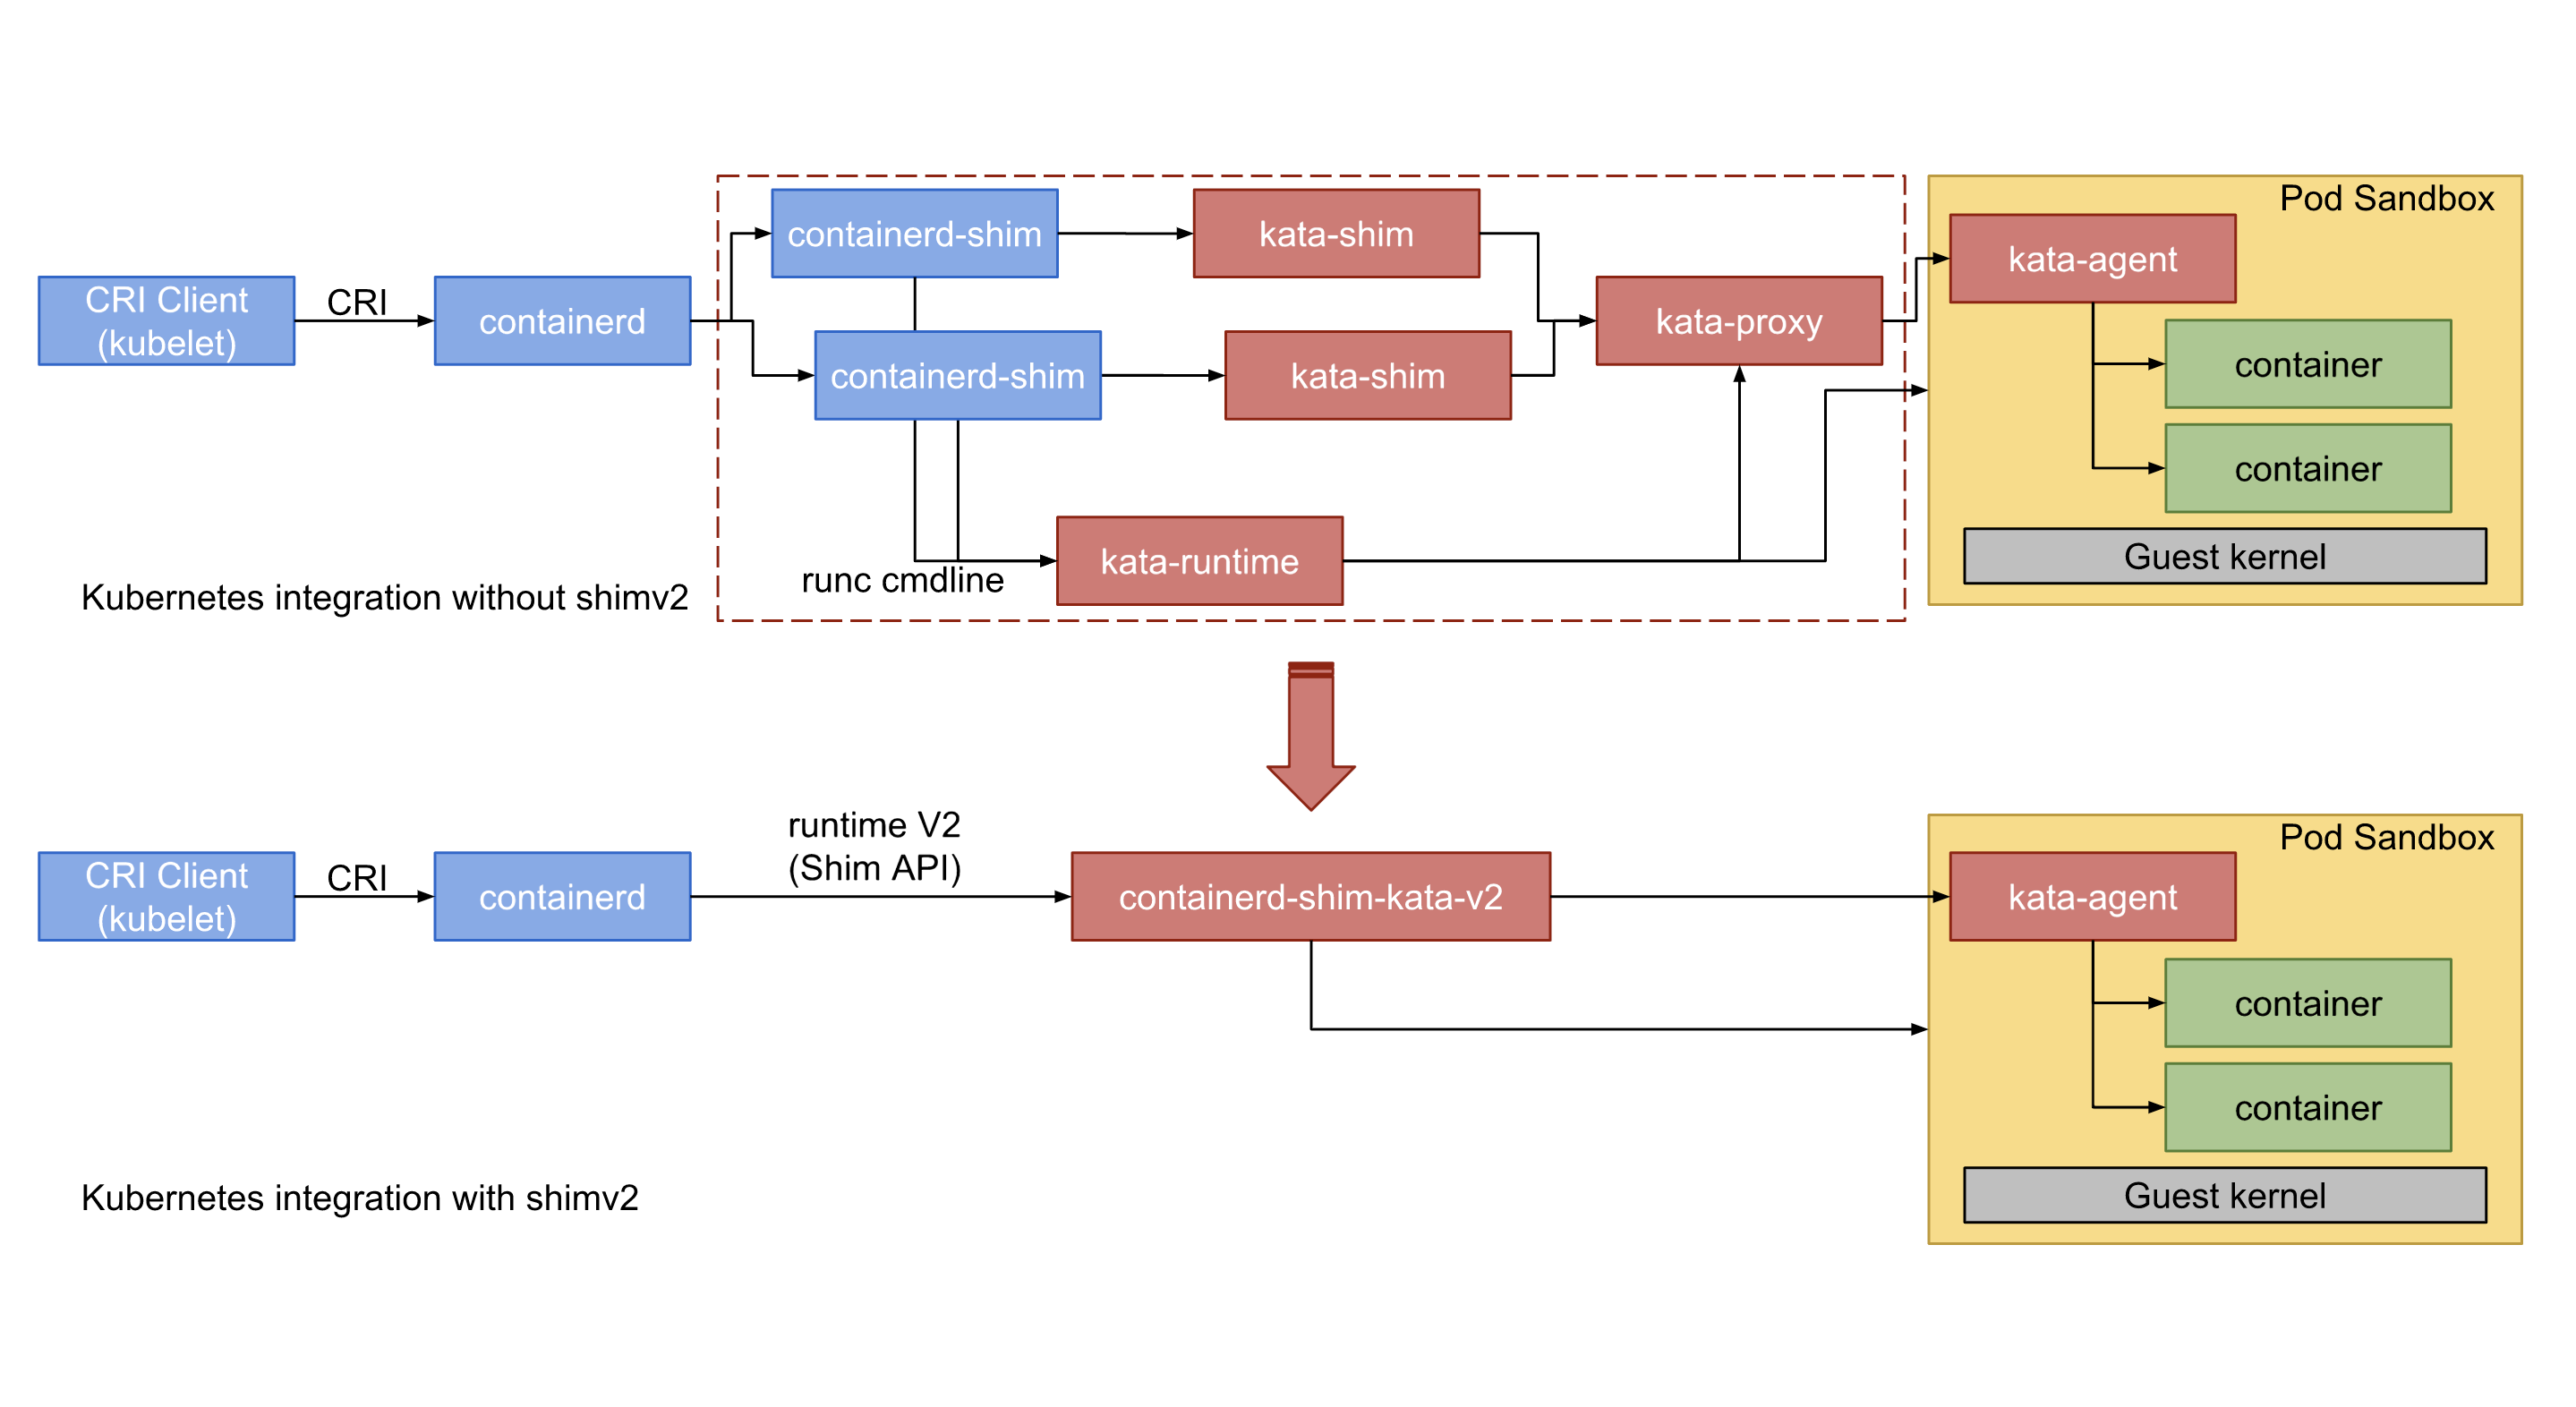 Pod Sandbox
containerd-shim
kata-shim
kata-agent
CRI Client
(kubelet)
CRI
containerd
kata-proxy
containerd-shim
kata-shim
container
container
kata-runtime
runc cmdline
Guest kernel
Kubernetes integration without shimv2
runtime V2
(Shim API)
Pod Sandbox
CRI Client
(kubelet)
CRI
containerd
containerd-shim-kata-v2
kata-agent
container
container
Guest kernel
Kubernetes integration with shimv2